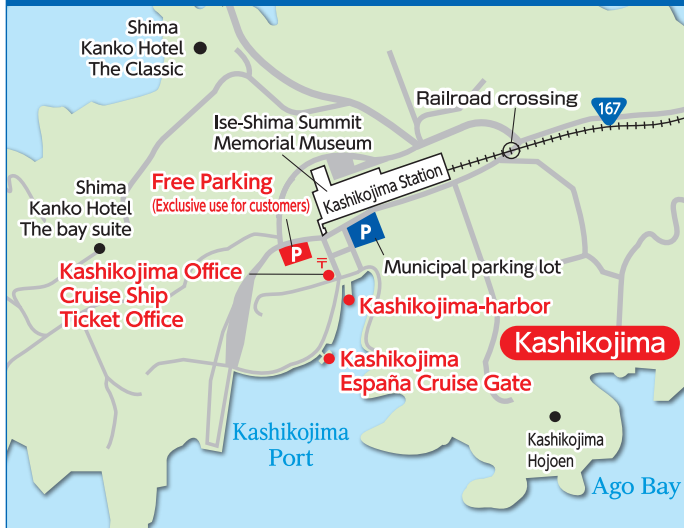 Shima
Kanko Hotel
The Classic
Railroad crossing
167
Ise-Shima Summit
Memorial Museum
Kashikojima Station
Free Parking
(Exclusive use for customers)
Shima
Kanko Hotel
The bay suite
P
P
〒
Municipal parking lot
Kashikojima Office
Cruise Ship
Ticket Office
Kashikojima-harbor
Kashikojima
Kashikojima
España Cruise Gate
Kashikojima
Port
Kashikojima
Hojoen
Ago Bay